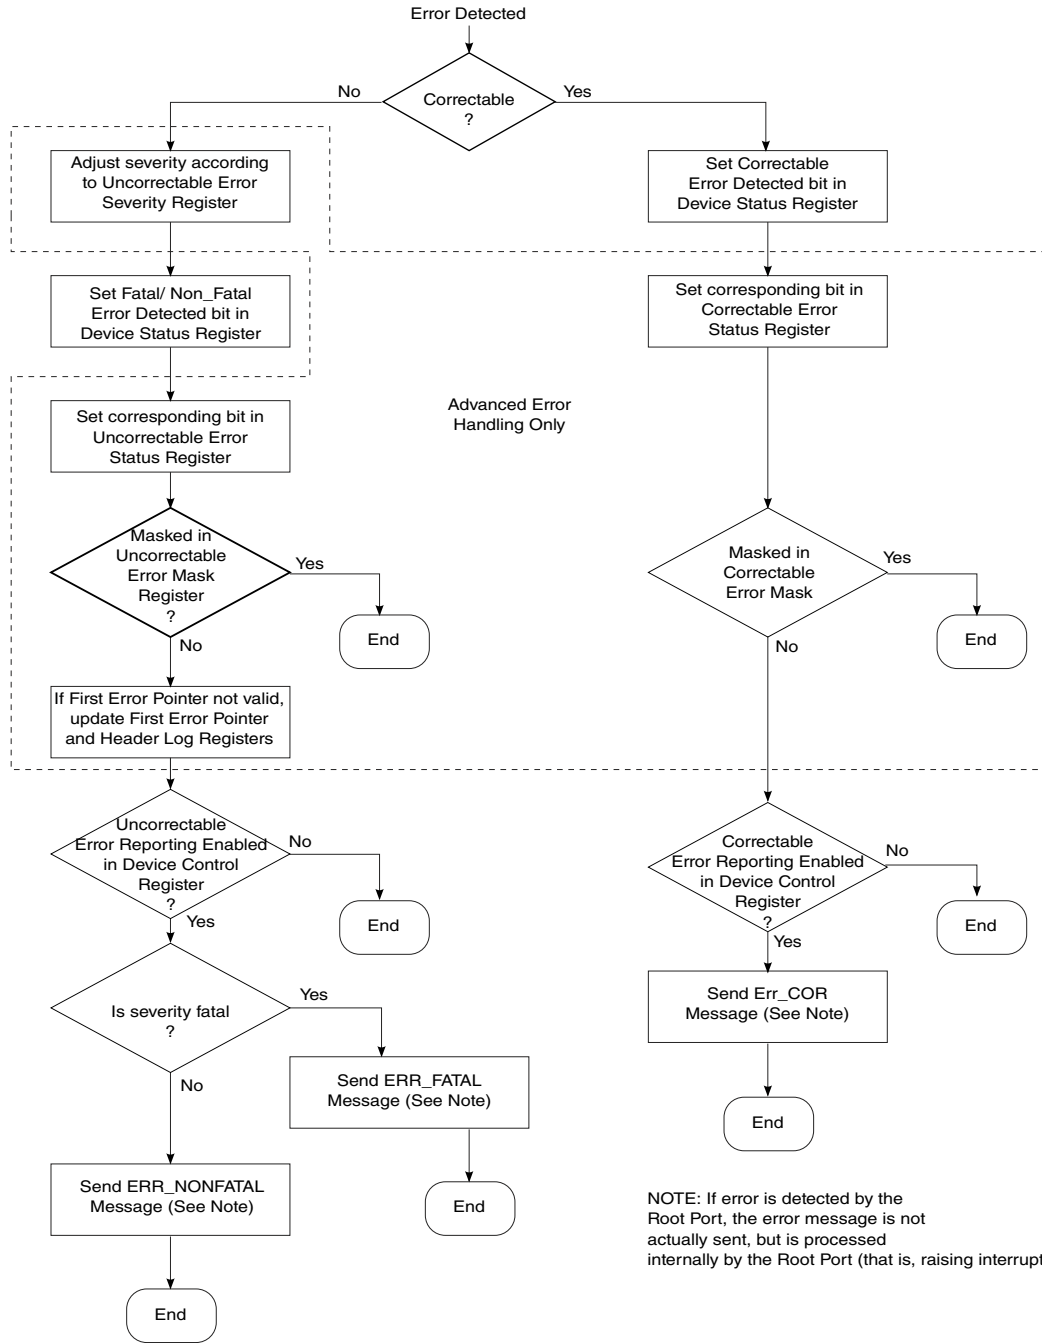 Error Detected
Correctable
?
No
Yes
Adjust severity according
to Uncorrectable Error
Severity Register
Set Correctable
Error Detected bit in
Device Status Register
Set Fatal/ Non_Fatal
Error Detected bit in
Device Status Register
Set corresponding bit in
Correctable Error
Status Register
Set corresponding bit in
Uncorrectable Error
Status Register
Advanced Error
Handling Only
Masked in
Uncorrectable
Error Mask
Register
?
Yes
End
No
Masked in
Correctable
Error Mask
Yes
End
No
If First Error Pointer not valid,
update First Error Pointer
and Header Log Registers
Uncorrectable
Error Reporting Enabled
in Device Control
Register
?
No
End
Yes
Correctable
Error Reporting Enabled
in Device Control
Register
?
No
End
Yes
Is severity fatal
?
Yes
No
Send ERR_FATAL
Message (See Note)
End
Send Err_COR
Message (See Note)
End
Send ERR_NONFATAL
Message (See Note)
End
NOTE: If error is detected by the
Root Port, the error message is not
actually sent, but is processed
internally by the Root Port (that is, raising interrupt